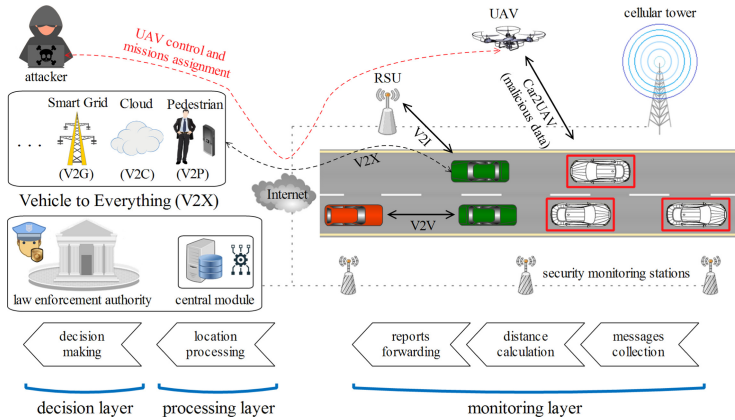 UAV
cellular tower
UAV control and
missions assignment
attacker
RSU
Car2UAV
(malicious data)
Smart Grid
Cloud
Pedestrian
. . .
(V2G)
(V2C)
(V2P)
V2I
V2X
Vehicle to Everything (V2X)
Internet
V2V
law enforcement authority
central module
security monitoring stations
decision
making
location
processing
reports
forwarding
distance
calculation
messages
collection
decision layer
processing layer
monitoring layer